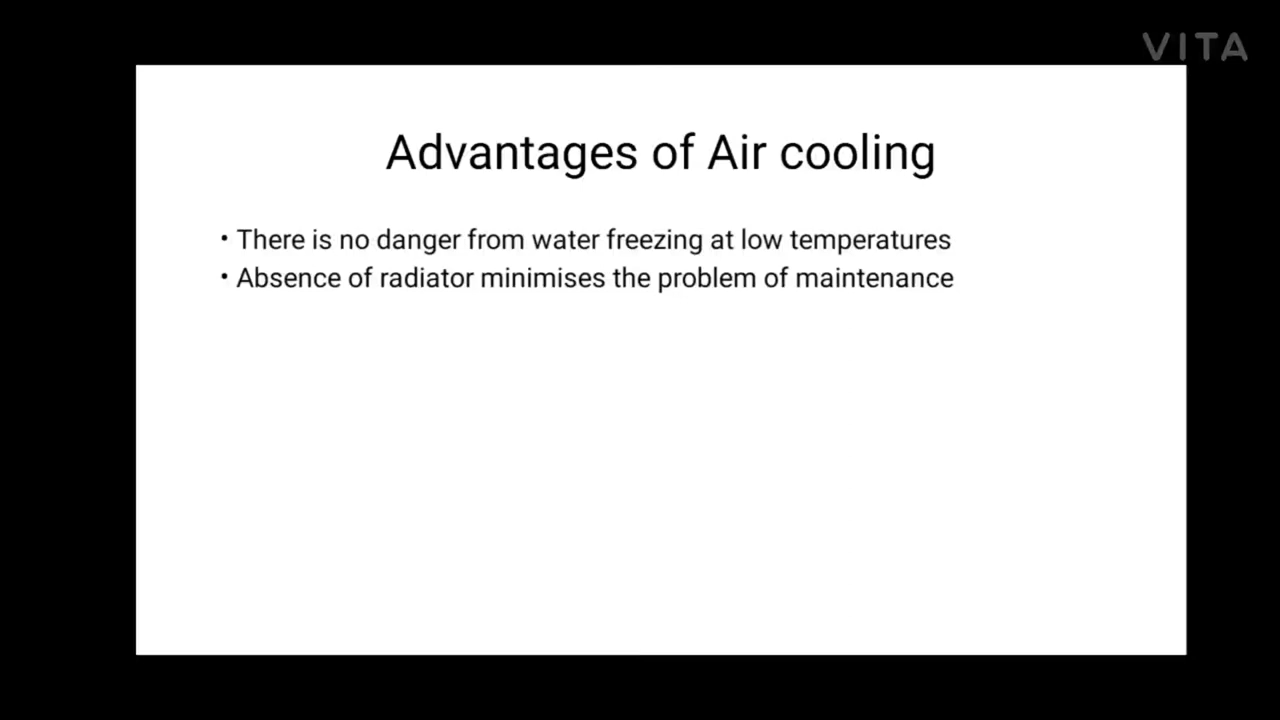 VITA
Advantages of Air cooling
• There is no danger from water freezing at low temperatures
• Absence of radiator minimises the problem of maintenance